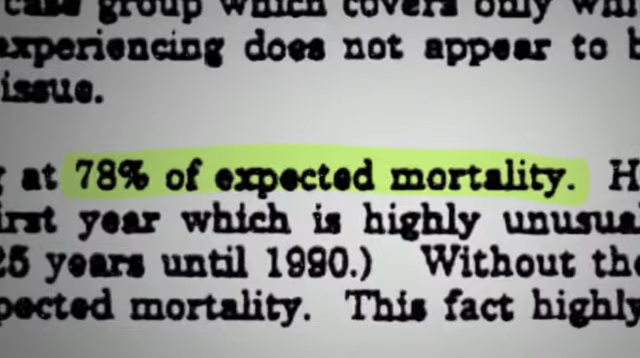 group which covers only
experiencing does not appear to
issue.
at 78% of expected mortality. H
year which is highly
25 years until 1990.) Without
mortality. This fact highly